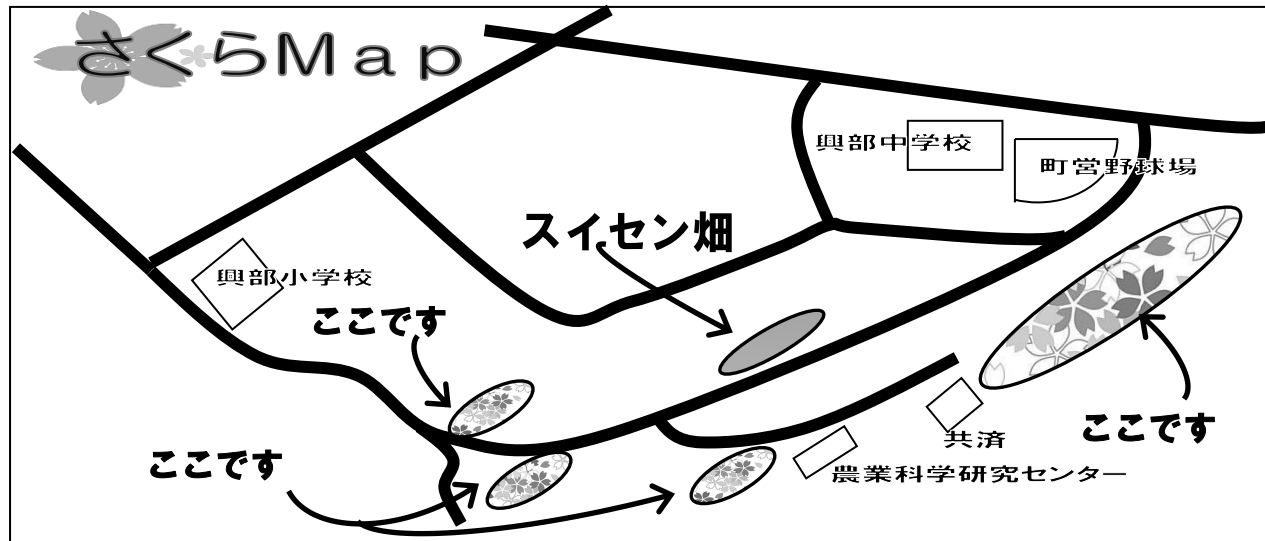 さくらMap
興部中学校
町営野球場
スイセン畑
興部小学校
ここです
ここです
共済
ここです
農業科学研究センター